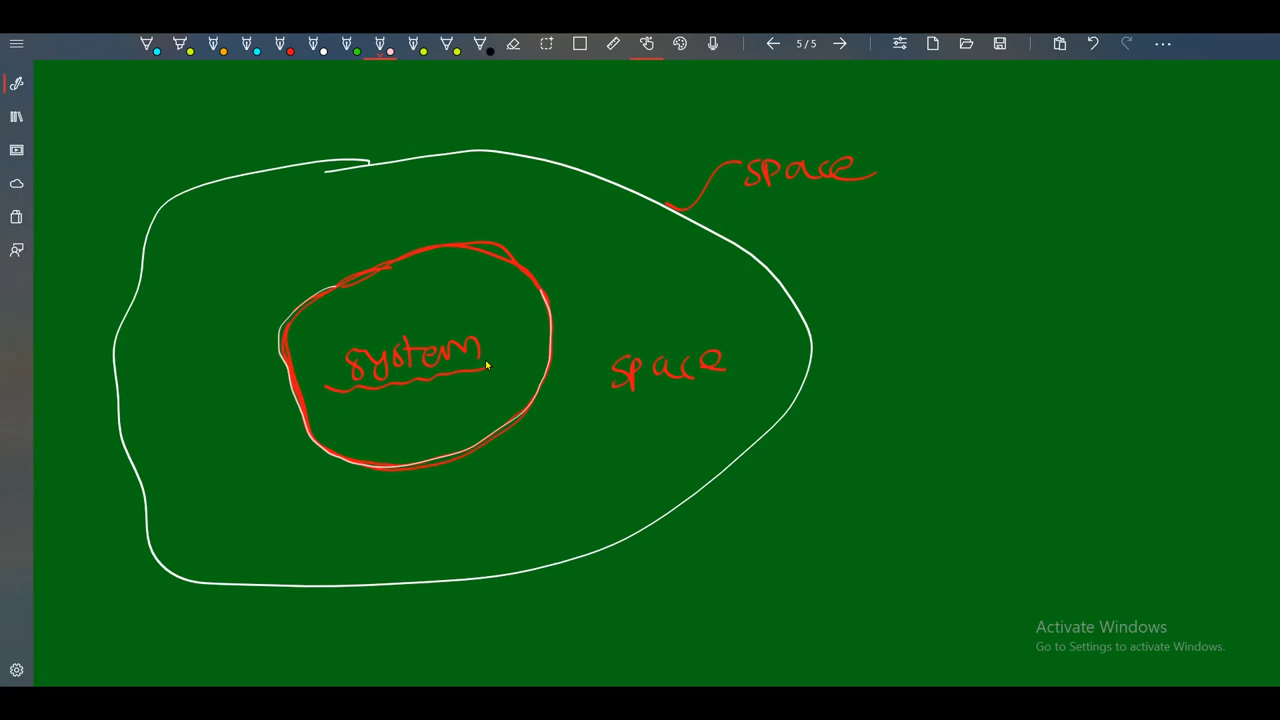 5/5
space
system
space
Activate Windows
Go to Settings to activate Windows.